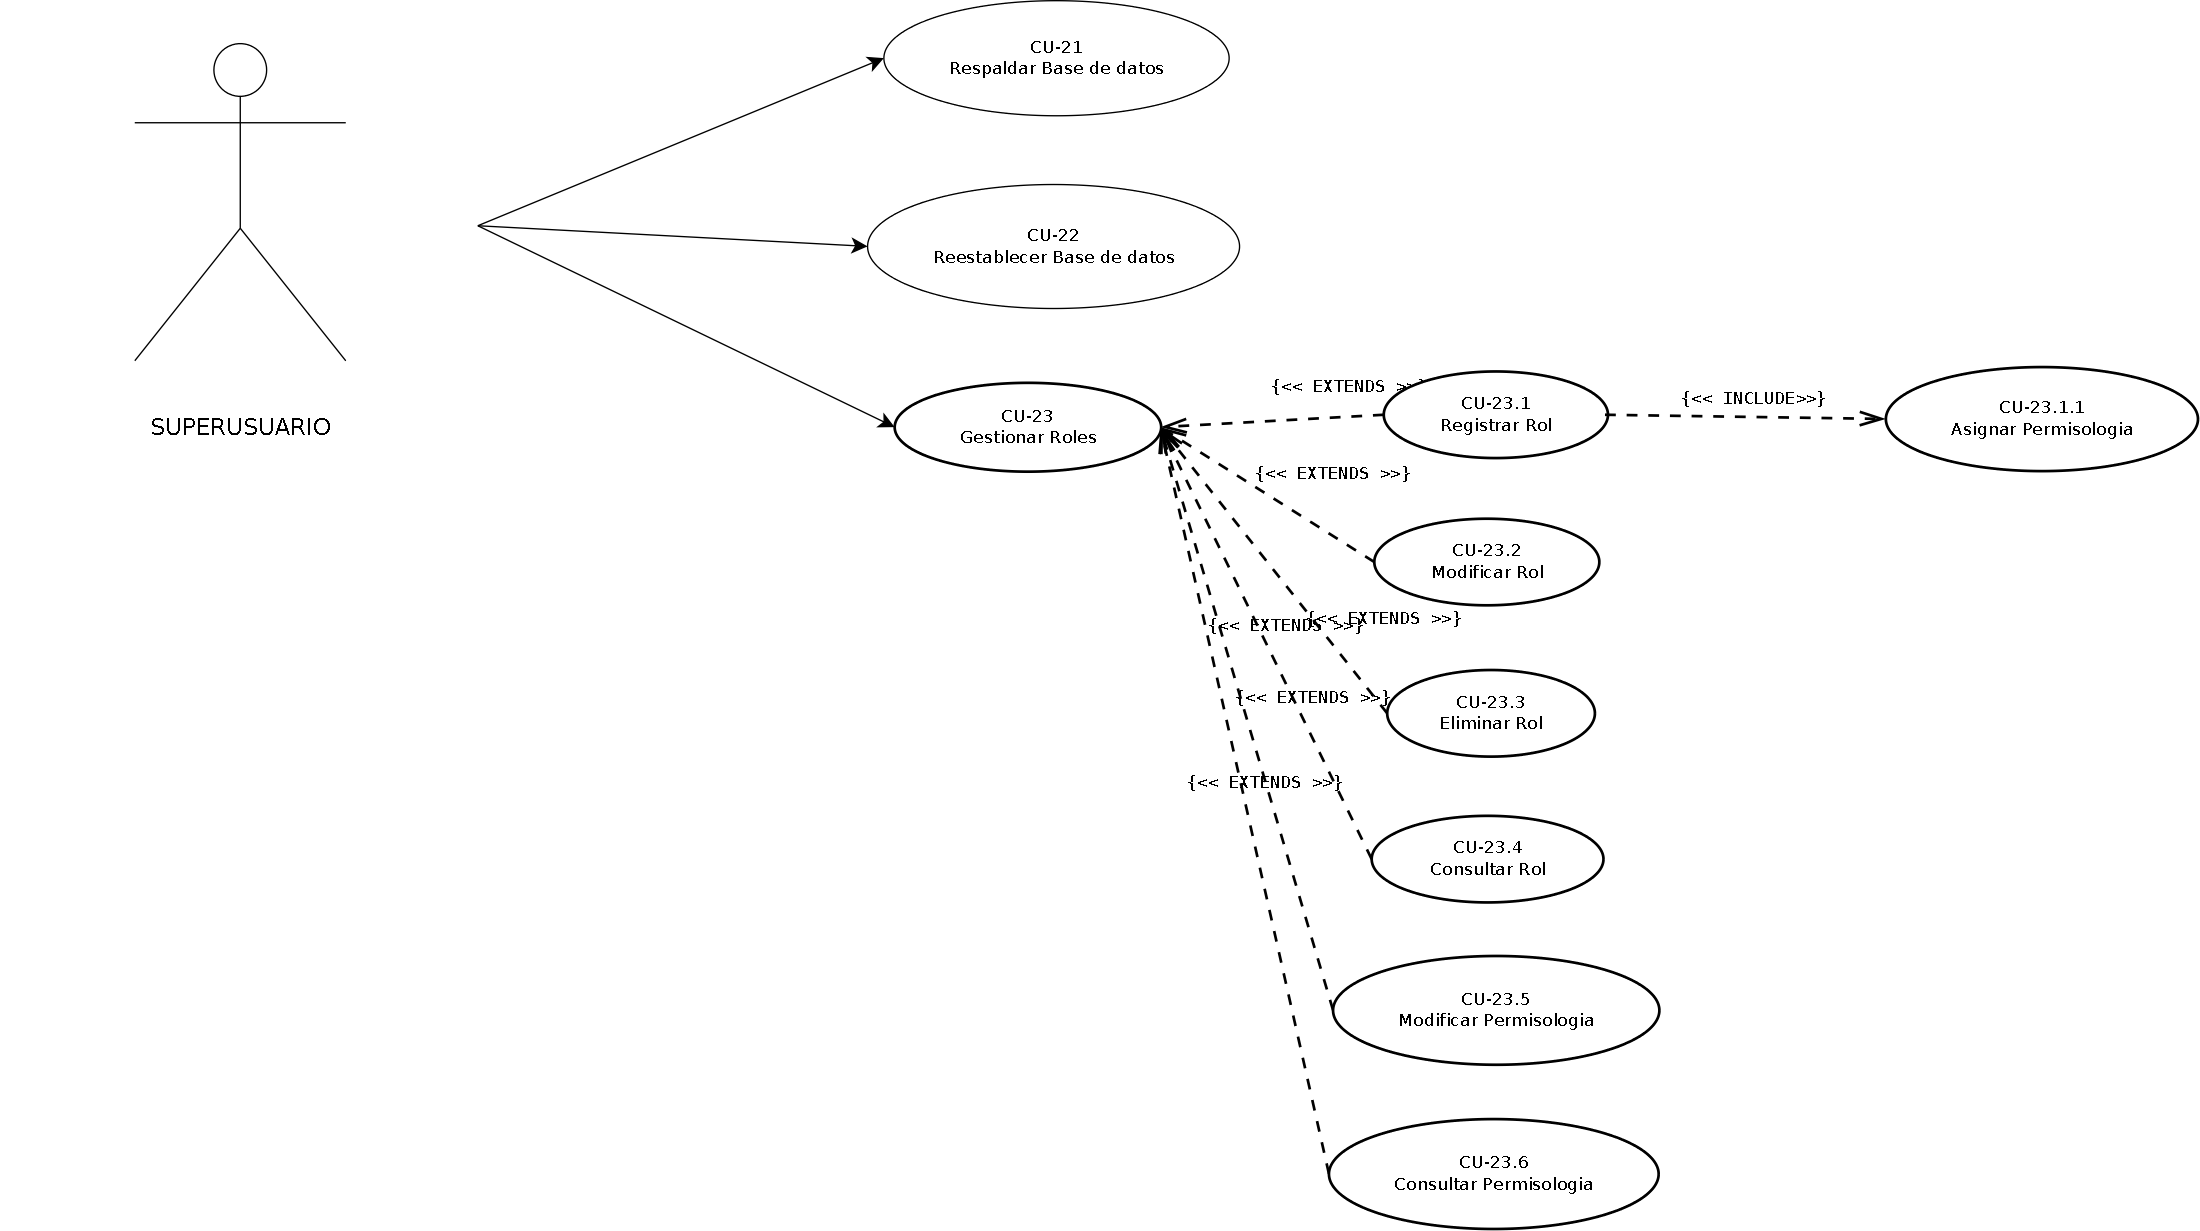 CU-21
Respaldar Base de datos
CU-22
Reestablecer Base de datos
SUPERUSUARIO
CU-23
Gestionar Roles
{<< EXTENDS >>}
CU-23.1
Registrar Rol
{<< INCLUDE>>}
CU-23.1.1
Asignar Permisologia
{<< EXTENDS >>}
CU-23.2
Modificar Rol
{<< EXTENDS >>}
{<< EXTENDS >>}
{<< EXTENDS >>}
CU-23.3
Eliminar Rol
{<< EXTENDS >>}
CU-23.4
Consultar Rol
CU-23.5
Modificar Permisologia
CU-23.6
Consultar Permisologia